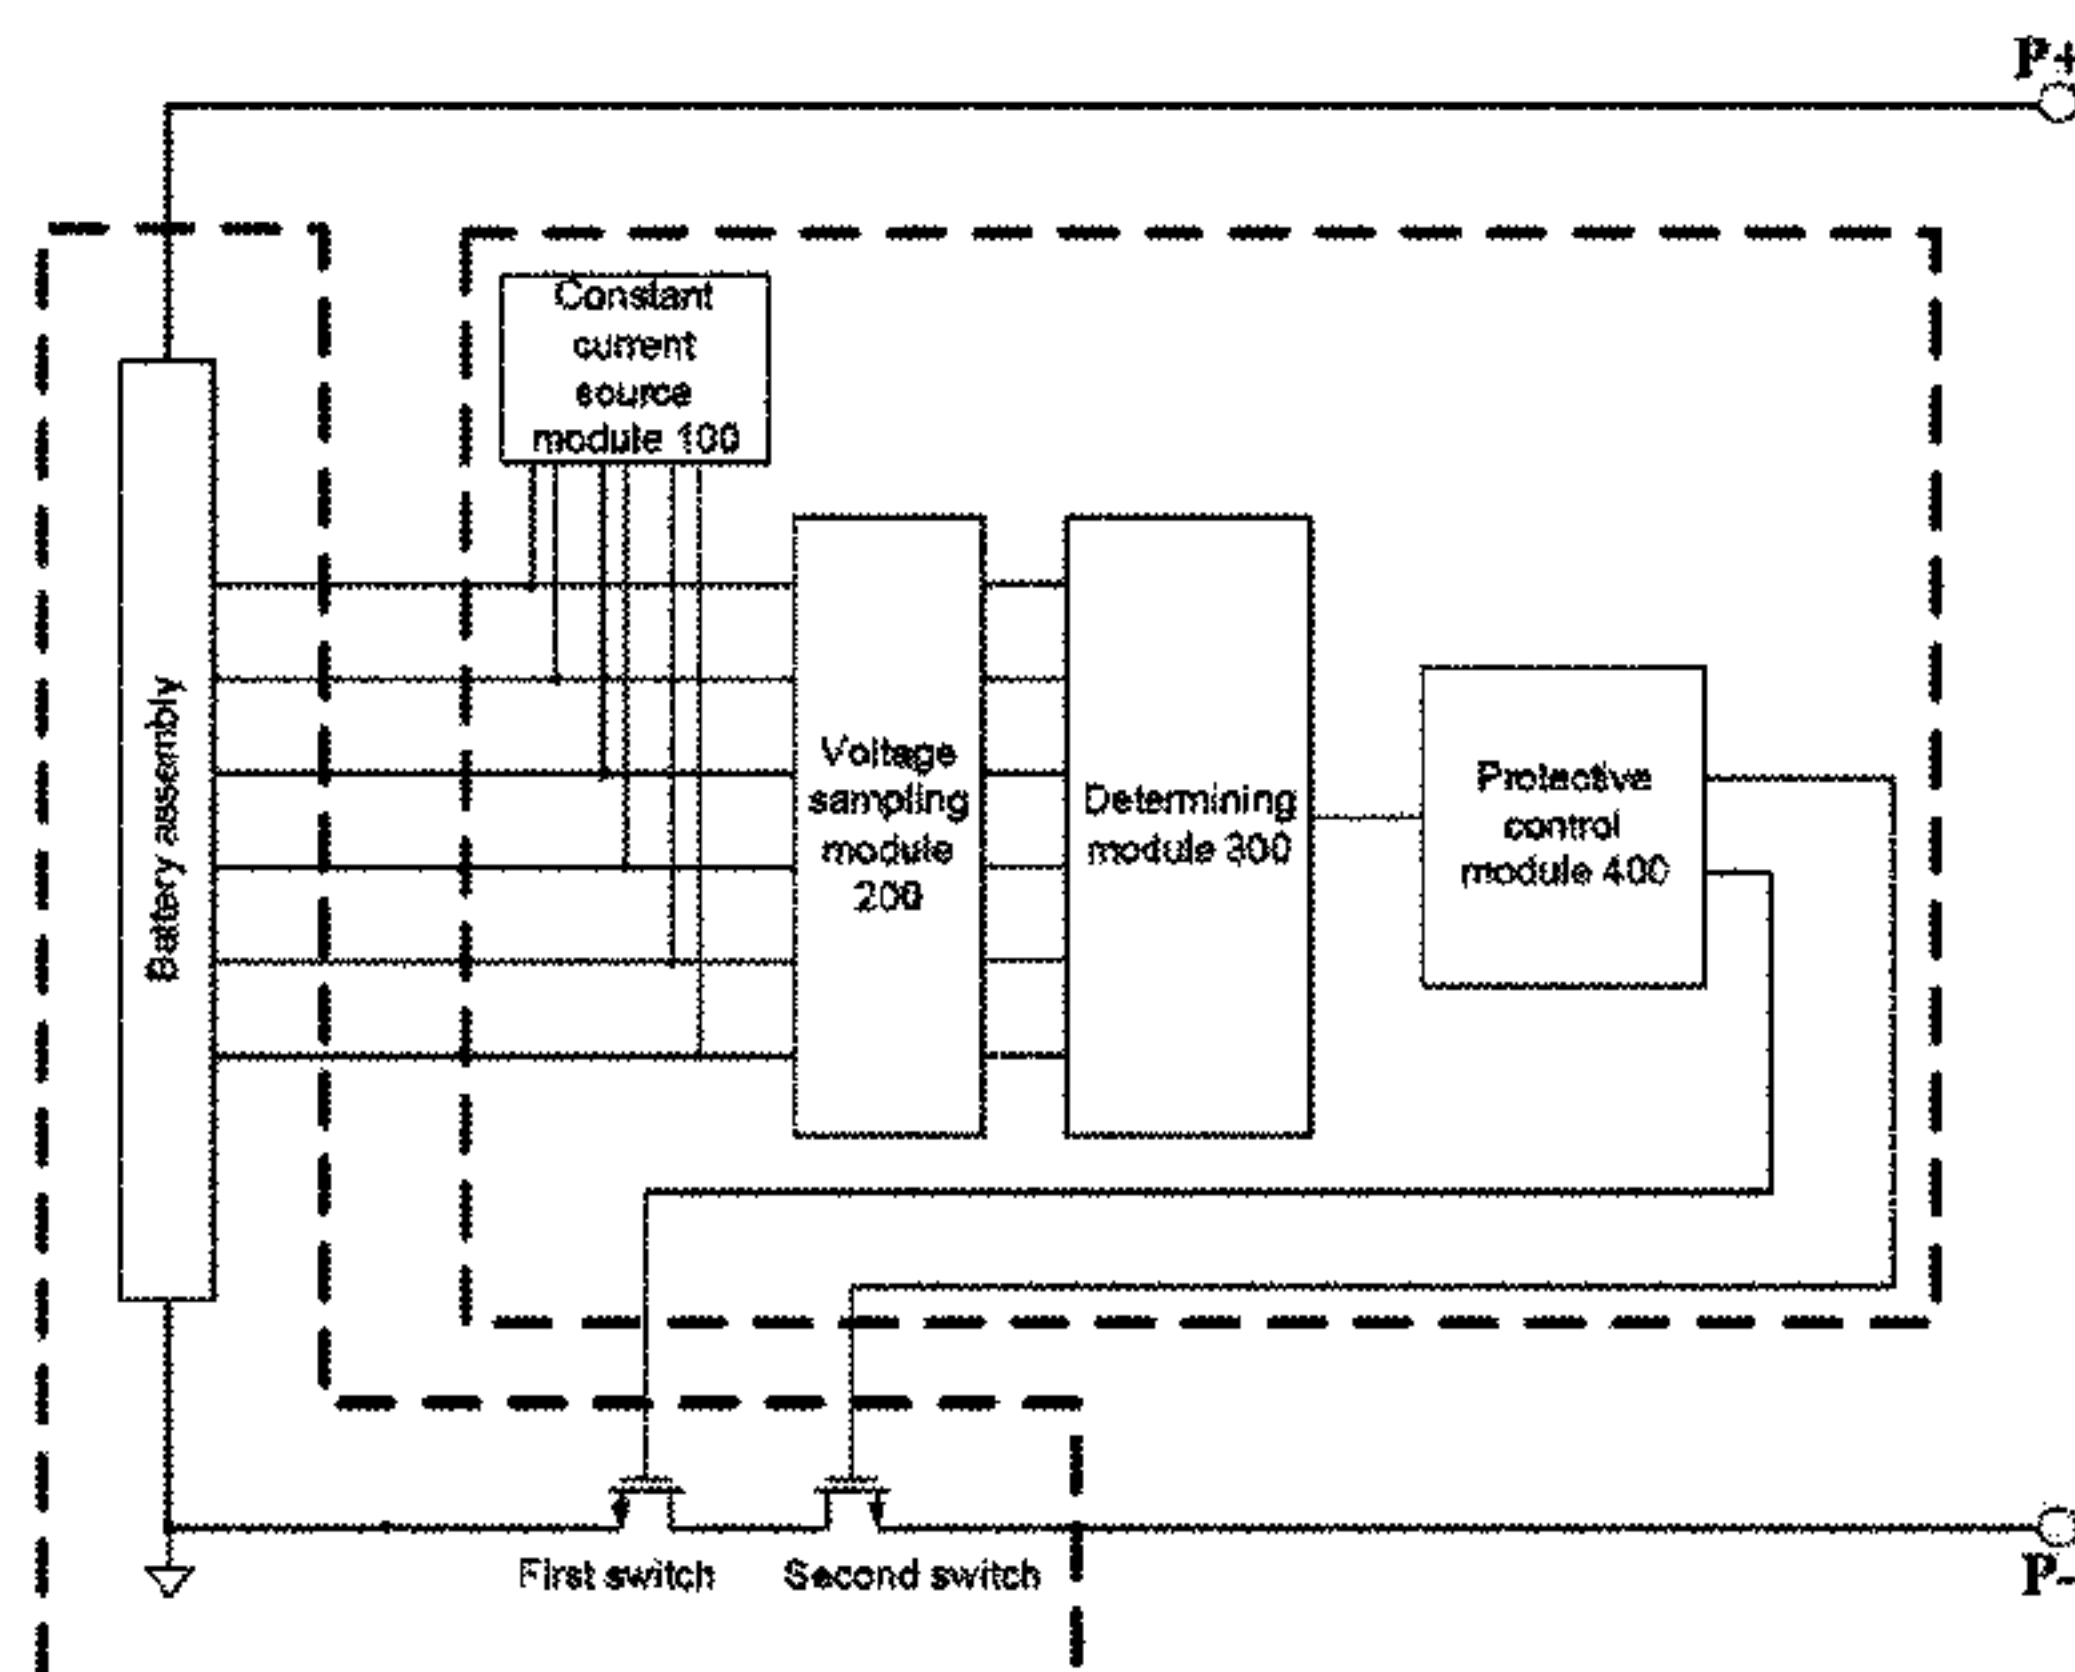 P+
Constant
current
source
module 100
Battery assembly
Voltage
sampling
module
200
Determining
module 300
Protective
control
module 400
First switch
Second switch
P-